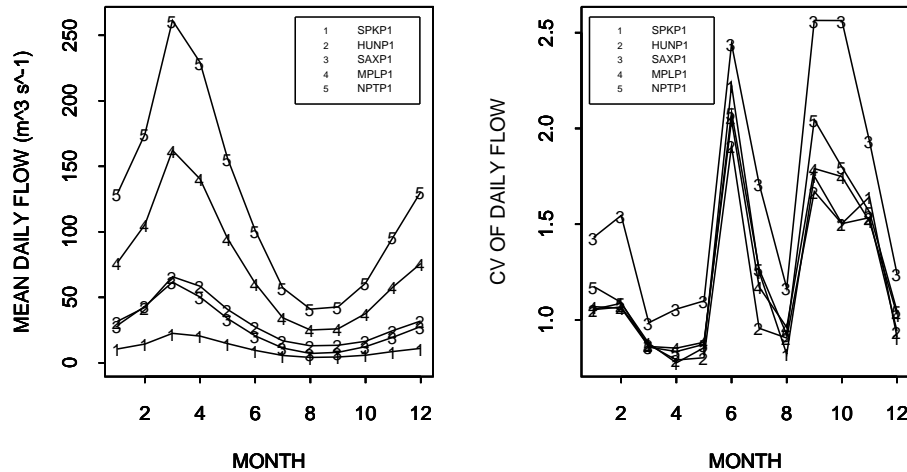 MEAN DAILY FLOW (m^3 s^-1)
0 50 100 150 200 250
1 SPKP1
2 HUNP1
3 SAXP1
4 MPLP1
5 NPTP1
2 4 6 8 10 12
MONTH
CV OF DAILY FLOW
1.0 1.5 2.0 2.5
1 SPKP1
2 HUNP1
3 SAXP1
4 MPLP1
5 NPTP1
2 4 6 8 10 12
MONTH